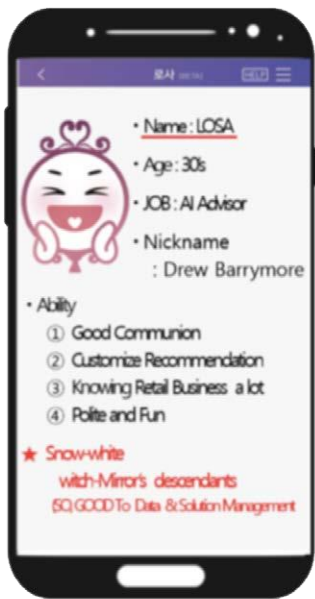 로사
HELP
• Name : LOSA
• Age : 30's
• JOB : AI Advisor
• Nickname
: Drew Barrymore
• Ability
① Good Communion
② Customize Recommendation
③ Knowing Retail Business a lot
④ Polite and Fun
★ Snow-white
witch-Mirror's descendants
(SO, GOOD To Data & Solution Management